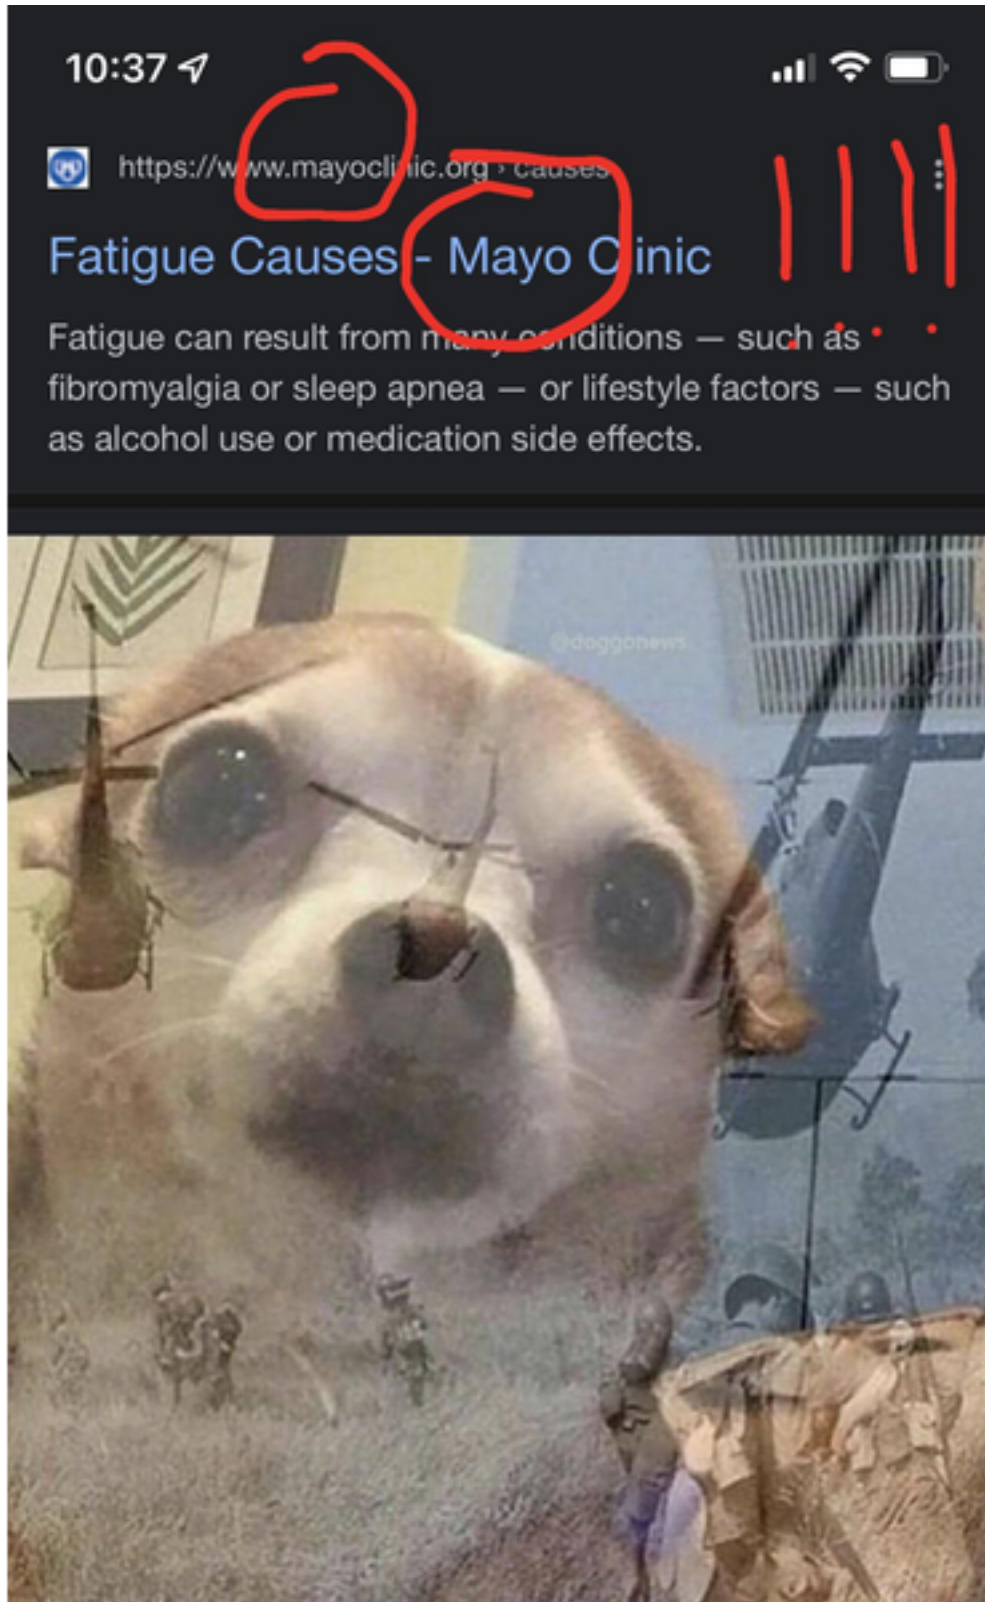 10:37
https://www.mayoclinic.org › causes
Fatigue Causes - Mayo Clinic
Fatigue can result from many conditions — such as
fibromyalgia or sleep apnea — or lifestyle factors — such
as alcohol use or medication side effects.
@doggonews